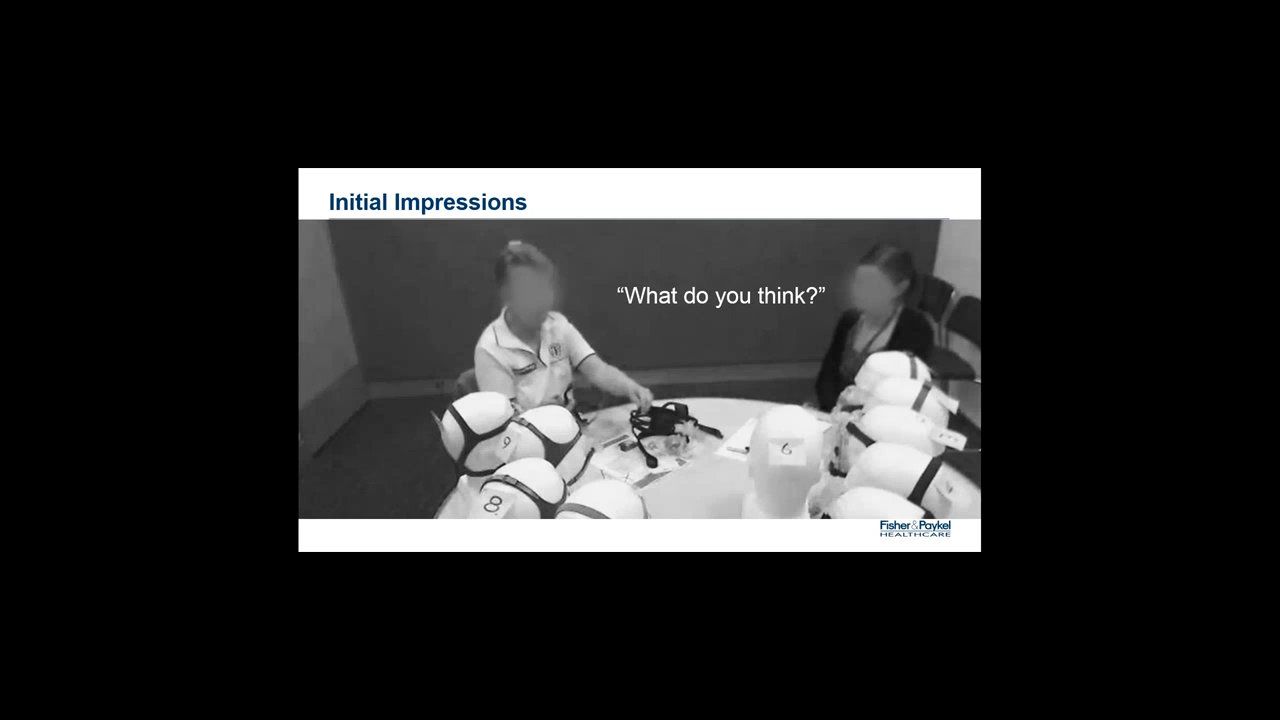 Initial Impressions
“What do you think?”
9
6
8
Fisher&Paykel
HEALTHCARE